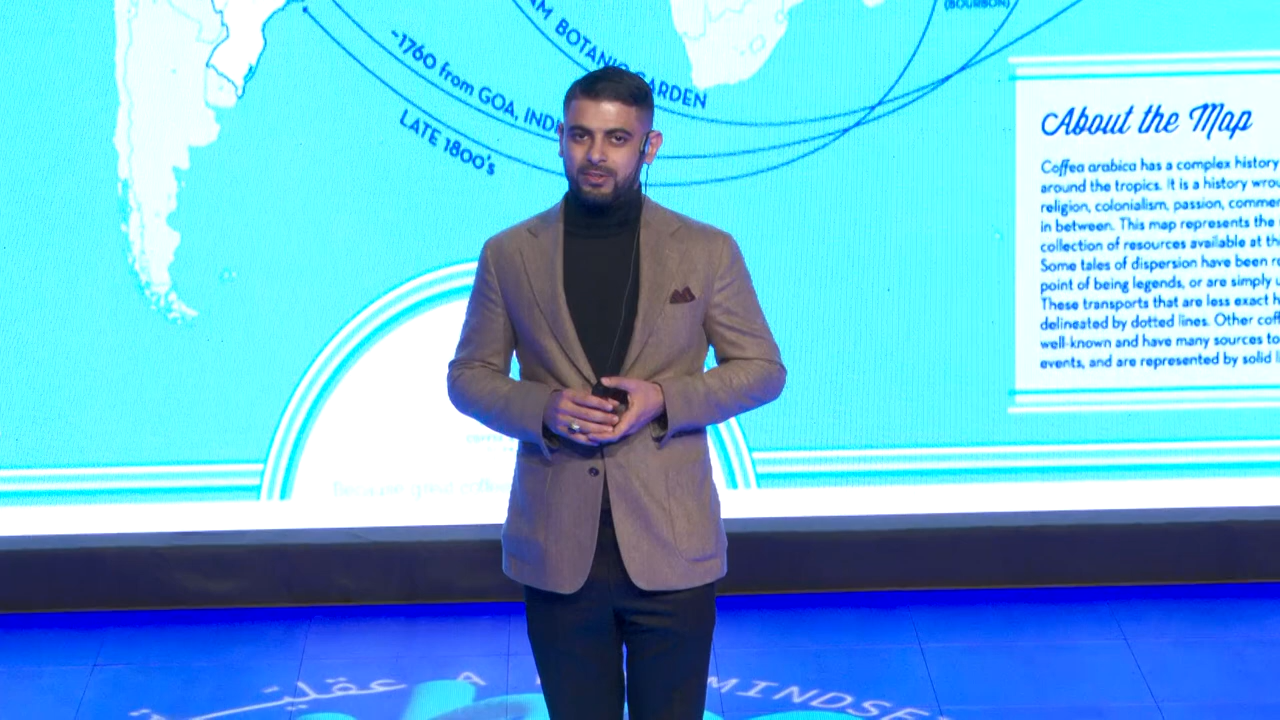 (BOURBON)
AM BOTANIC GARDEN
~1760 from GOA, INDI
LATE 1800's
About the Map
Coffea arabica has a complex history
around the tropics. It is a history wrou
religion, colonialism, passion, commer
in between. This map represents the
collection of resources available at th
Some tales of dispersion have been re
point of being legends, or are simply u
These transports that are less exact h
delineated by dotted lines. Other coff
well-known and have many sources to
events, and are represented by solid li
عقلية
A MINDSE